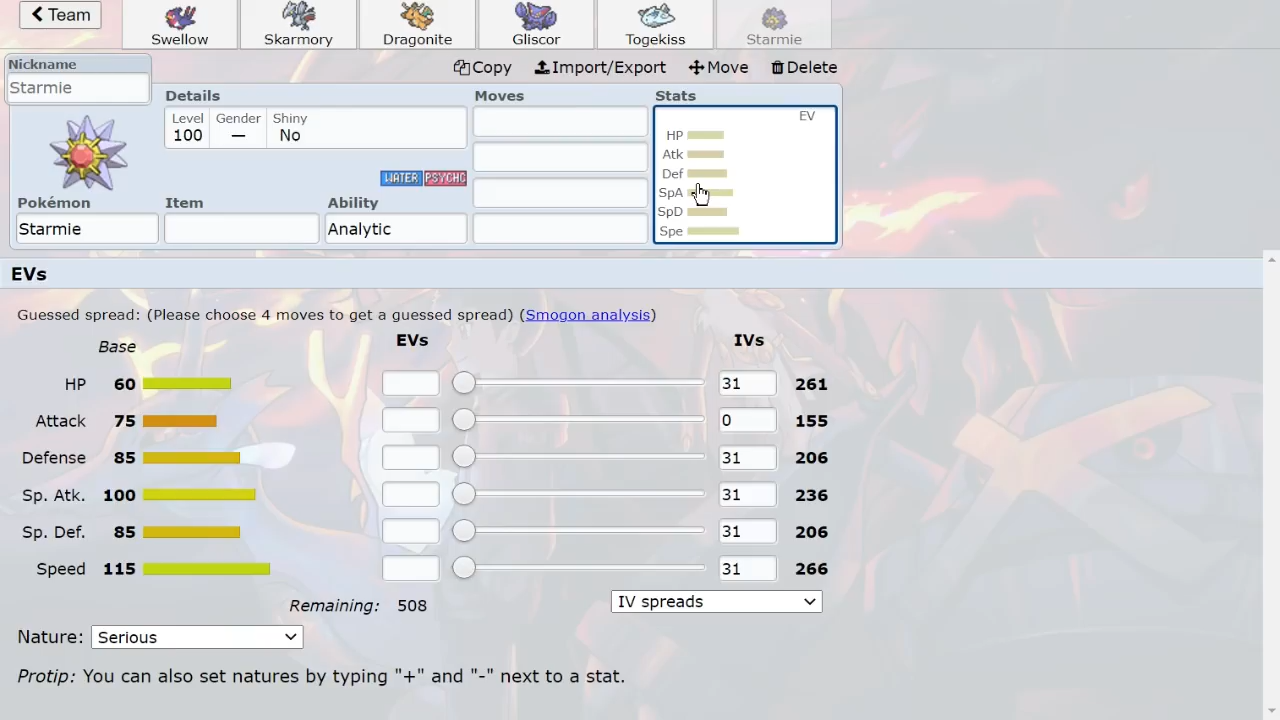 Team
Swellow
Skarmory
Dragonite
Gliscor
Togekiss
Starmie
Nickname
Starmie
Copy
Import/Export
Move
Delete
Details
Level
100
Gender
—
Shiny
No
WATER
PSYCHC
Pokémon
Starmie
Item
Ability
Analytic
Moves
Stats
EV
HP
Atk
Def
SpA
SpD
Spe
EVs
Guessed spread: (Please choose 4 moves to get a guessed spread) (Smogon analysis)
Base EVs IVs
HP 60 31 261
Attack 75 0 155
Defense 85 31 206
Sp. Atk. 100 31 236
Sp. Def. 85 31 206
Speed 115 31 266
Remaining: 508
IV spreads
Nature: Serious
Protip: You can also set natures by typing "+" and "-" next to a stat.